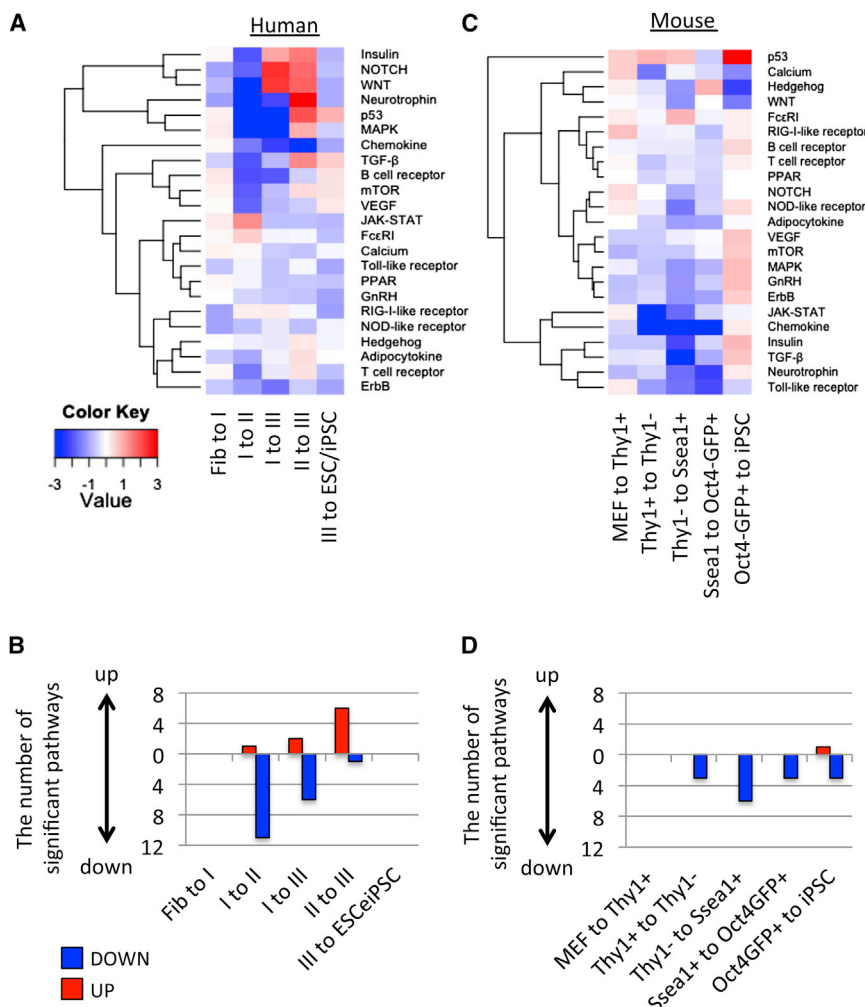 A
Human
Insulin
NOTCH
WNT
Neurotrophin
p53
MAPK
Chemokine
TGF-β
B cell receptor
mTOR
VEGF
JAK-STAT
FcεRI
Calcium
Toll-like receptor
PPAR
GnRH
RIG-I-like receptor
NOD-like receptor
Hedgehog
Adipocytokine
T cell receptor
ErbB
Color Key
-3 -1 1 3
Value
Fib to I
I to II
I to III
II to III
III to ESC/iPSC
C
Mouse
p53
Calcium
Hedgehog
WNT
FcεRI
RIG-I-like receptor
B cell receptor
T cell receptor
PPAR
NOTCH
NOD-like receptor
Adipocytokine
VEGF
mTOR
MAPK
GnRH
ErbB
JAK-STAT
Chemokine
Insulin
TGF-β
Neurotrophin
Toll-like receptor
MEF to Thy1+
Thy1+ to Thy1-
Thy1- to Ssea1+
Ssea1 to Oct4-GFP+
Oct4-GFP+ to iPSC
B
The number of
significant pathways
up
down
8
4
0
4
8
12
Fib to I
I to II
I to III
II to III
III to ESCeiPSC
DOWN
UP
D
The number of
significant pathways
up
down
8
4
0
4
8
12
MEF to Thy1+
Thy1+ to Thy1-
Thy1- to Ssea1+
Ssea1+ to Oct4GFP+
Oct4GFP+ to iPSC